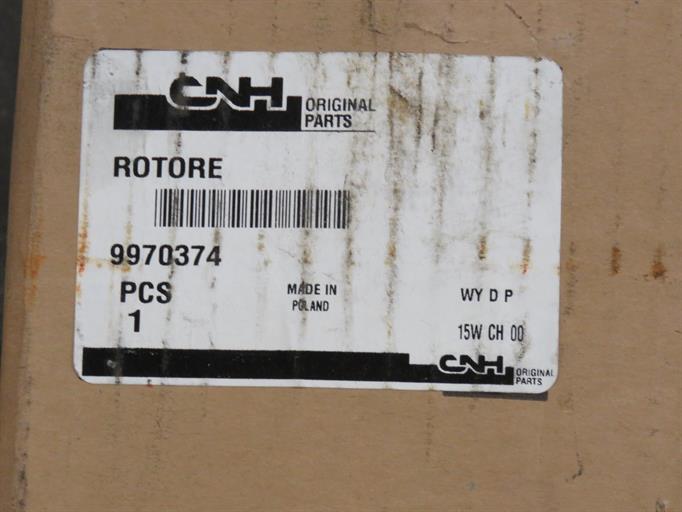 CNH
ORIGINAL
PARTS
ROTORE
9970374
PCS
1
MADE IN
POLAND
WY D P
15W CH 00
CNH
ORIGINAL
PARTS